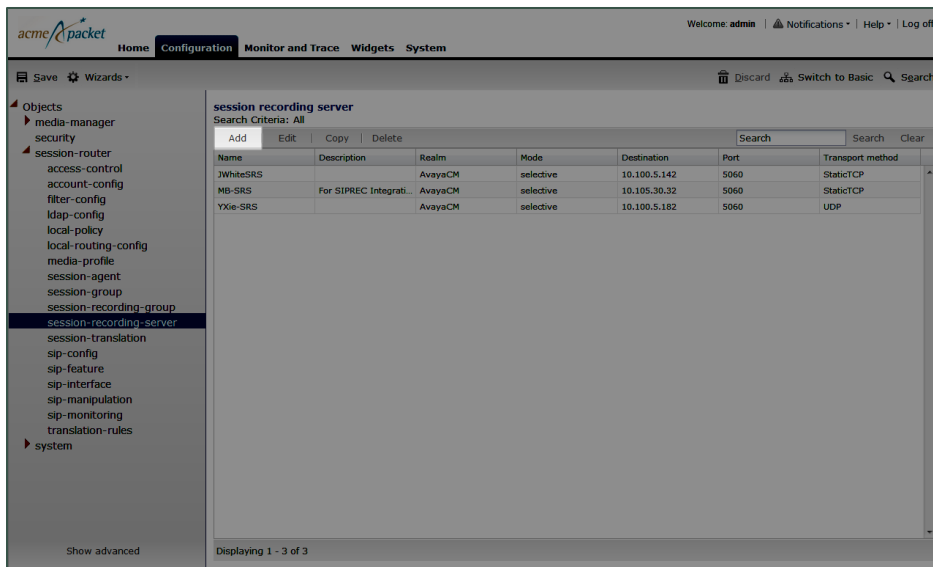 acme packet
Welcome: admin | Notifications | Help | Log off
Home Configuration Monitor and Trace Widgets System
Save Wizards
Discard Switch to Basic Search
Objects
media-manager
security
session-router
access-control
account-config
filter-config
ldap-config
local-policy
local-routing-config
media-profile
session-agent
session-group
session-recording-group
session-recording-server
session-translation
sip-config
sip-feature
sip-interface
sip-manipulation
sip-monitoring
translation-rules
system
Show advanced
session recording server
Search Criteria: All
Add Edit | Copy | Delete Search Search Clear
Name Description Realm Mode Destination Port Transport method
JWhiteSRS AvayaCM selective 10.100.5.142 5060 StaticTCP
MB-SRS For SIPREC Integrati... AvayaCM selective 10.105.30.32 5060 StaticTCP
YXie-SRS AvayaCM selective 10.100.5.182 5060 UDP
Displaying 1 - 3 of 3